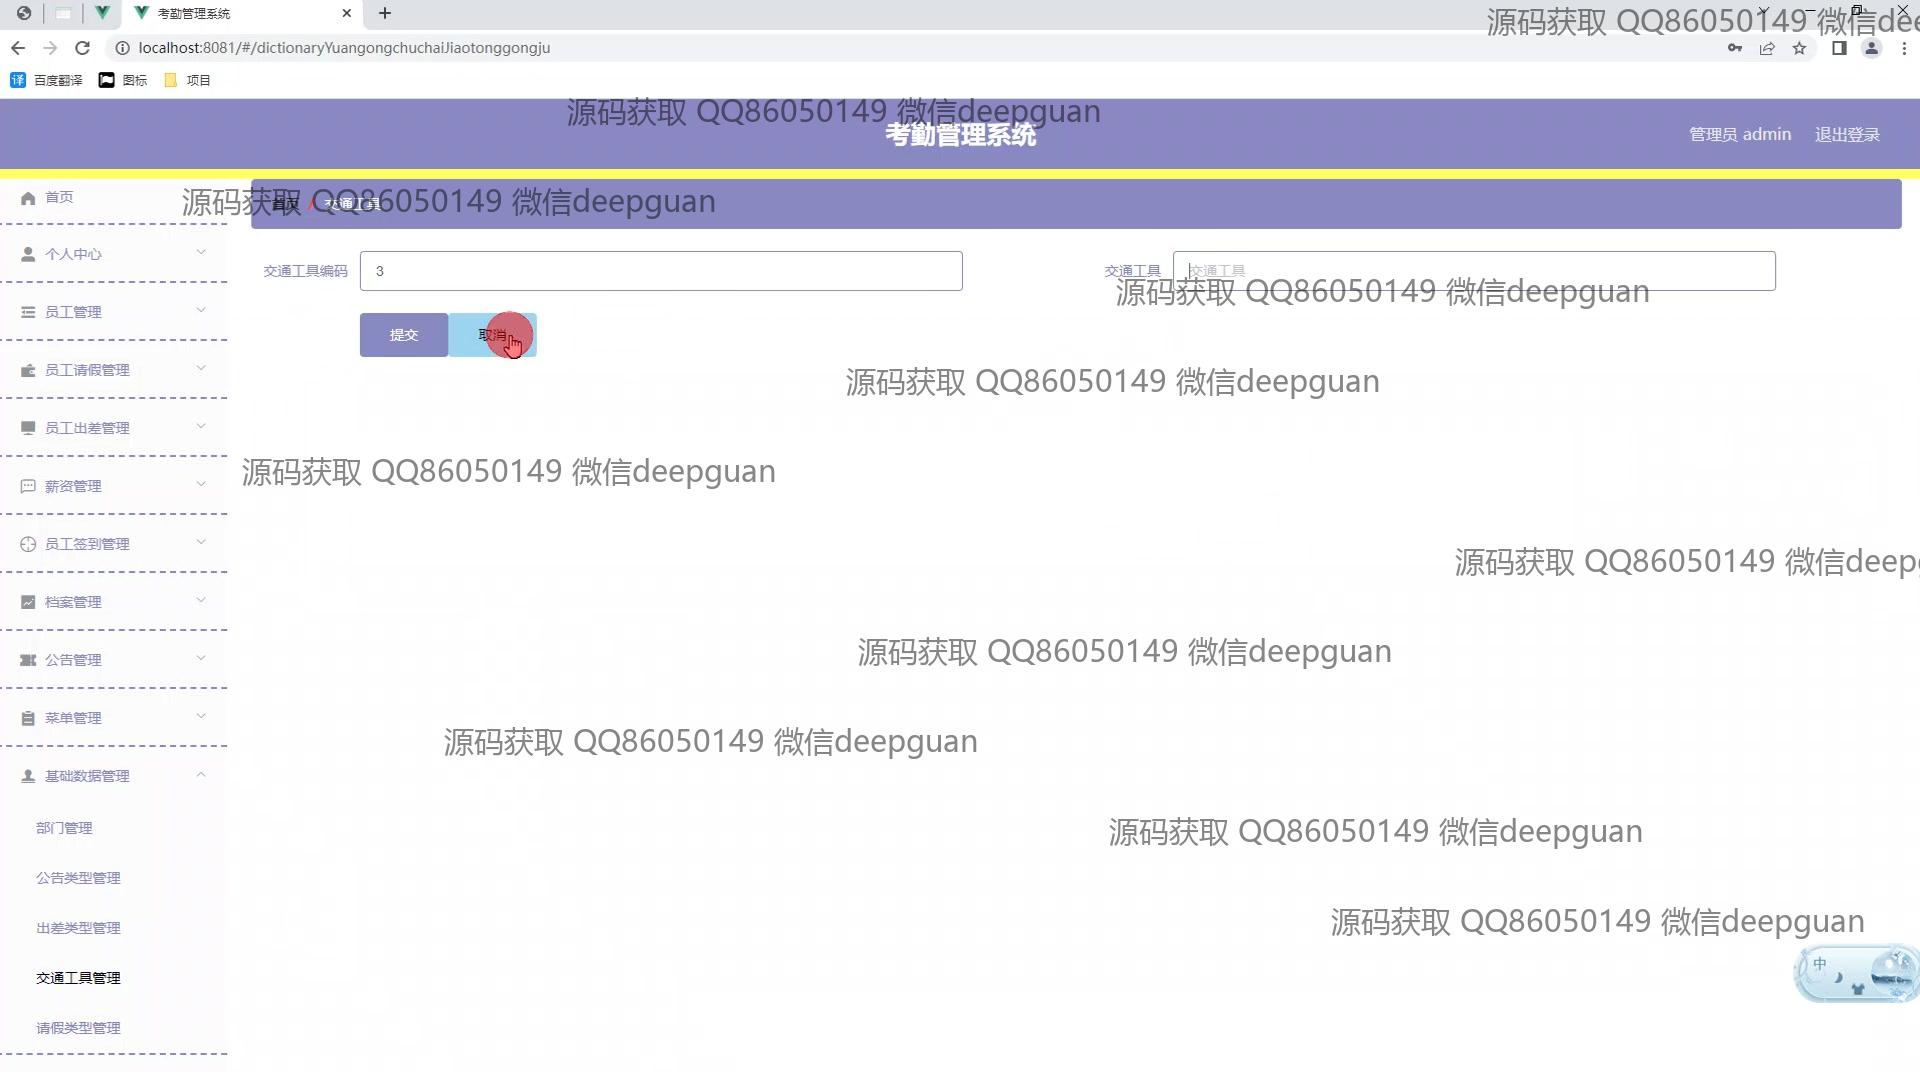 考勤管理系统
源码获取 QQ86050149 微信deepgu
localhost:8081/#/dictionaryYuangongchuchaiJiaotonggongju
百度翻译 图标 项目
源码获取 QQ86050149 微信deepguan
考勤管理系统
管理员 admin 退出登录
首页
源码获取 QQ86050149 微信deepguan
首页 / 交通工具
个人中心
交通工具编码 3
交通工具 交通工具
源码获取 QQ86050149 微信deepguan
员工管理
提交 取消
员工请假管理
源码获取 QQ86050149 微信deepguan
员工出差管理
源码获取 QQ86050149 微信deepguan
薪资管理
员工签到管理
源码获取 QQ86050149 微信deepg
档案管理
公告管理
源码获取 QQ86050149 微信deepguan
菜单管理
源码获取 QQ86050149 微信deepguan
基础数据管理
部门管理
源码获取 QQ86050149 微信deepguan
公告类型管理
出差类型管理
源码获取 QQ86050149 微信deepguan
中
交通工具管理
请假类型管理